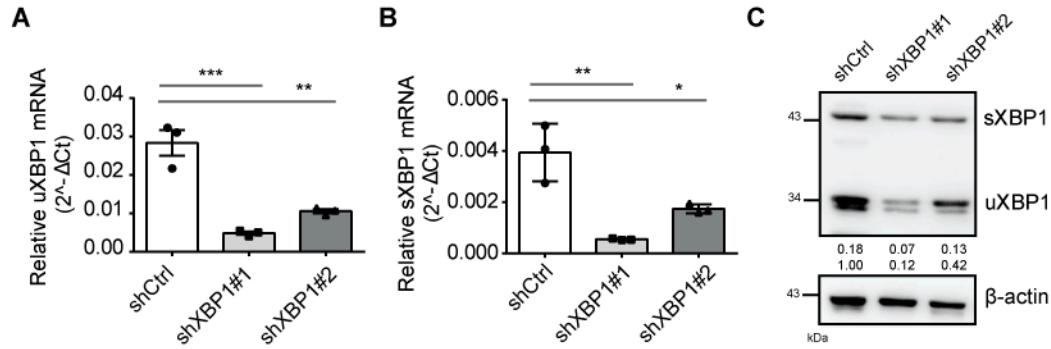 A
Relative uXBP1 mRNA
(2^-ΔCt)
0.04
0.03
0.02
0.01
0.00
***
**
shCtrl
shXBP1#1
shXBP1#2
B
Relative sXBP1 mRNA
(2^-ΔCt)
0.006
0.004
0.002
0.000
**
*
shCtrl
shXBP1#1
shXBP1#2
C
shCtrl
shXBP1#1
shXBP1#2
43
sXBP1
34
uXBP1
0.18 0.07 0.13
1.00 0.12 0.42
43
β-actin
kDa